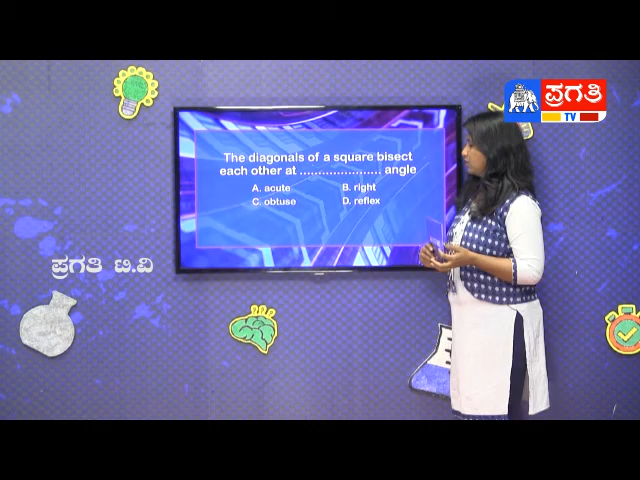 ಪ್ರಗತಿ
TV
The diagonals of a square bisect
each other at ...................... angle
A. acute B. right
C. obtuse D. reflex
ಪ್ರಗತಿ ಟಿ.ವಿ